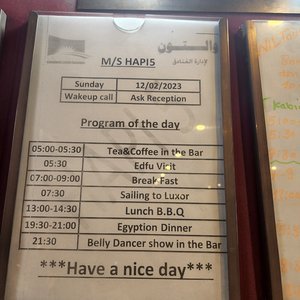 والتون
لإدارة الفنادق
M/S HAPI5
Sunday 12/02/2023
Wakeup call Ask Reception
Program of the day
05:00-05:30 Tea&Coffee in the Bar
05:30 Edfu Visit
07:00-09:00 Break Fast
07:30 Sailing to Luxor
13:00-14:30 Lunch B.B.Q
19:30-21:00 Egyption Dinner
21:30 Belly Dancer show in the Bar
***Have a nice day***